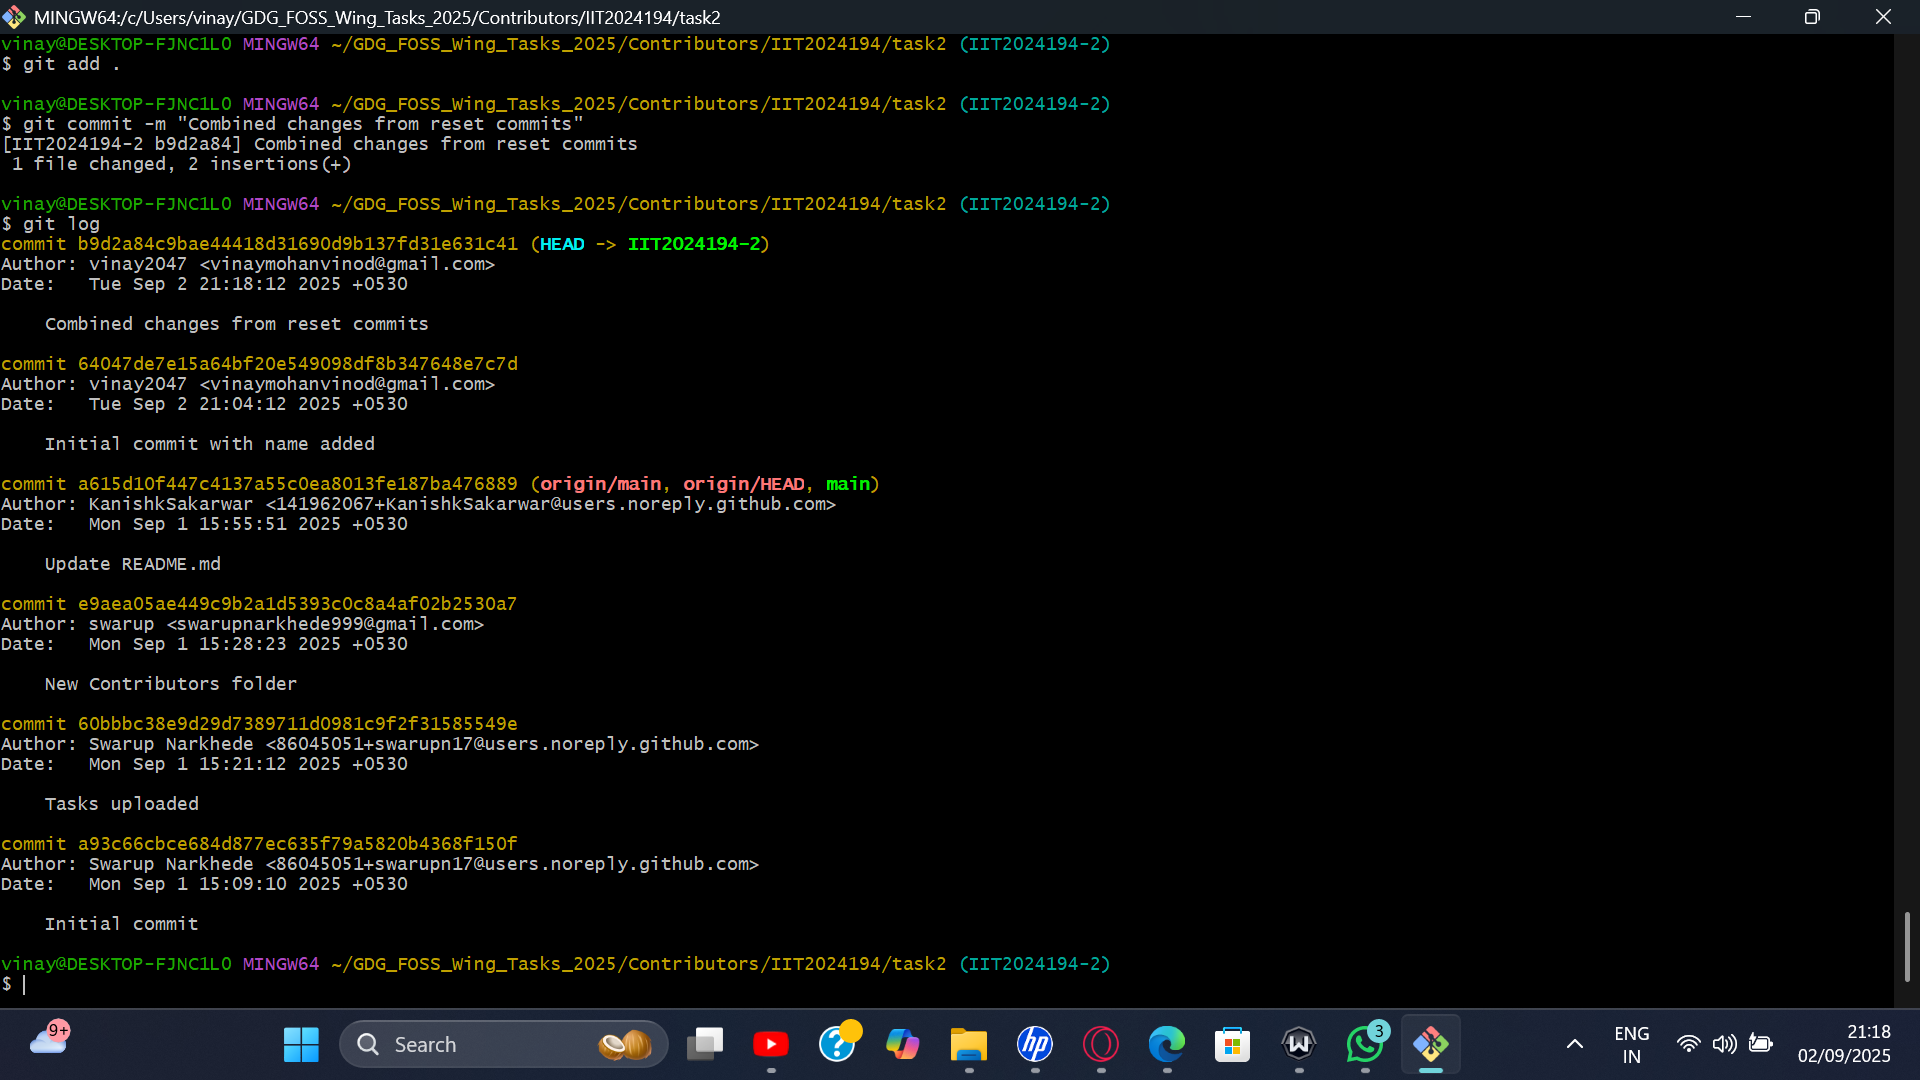 MINGW64:/c/Users/vinay/GDG_FOSS_Wing_Tasks_2025/Contributors/IIT2024194/task2
vinay@DESKTOP-FJNC1L0 MINGW64 ~/GDG_FOSS_Wing_Tasks_2025/Contributors/IIT2024194/task2 (IIT2024194-2)
$ git add .
vinay@DESKTOP-FJNC1L0 MINGW64 ~/GDG_FOSS_Wing_Tasks_2025/Contributors/IIT2024194/task2 (IIT2024194-2)
$ git commit -m "Combined changes from reset commits"
[IIT2024194-2 b9d2a84] Combined changes from reset commits
1 file changed, 2 insertions(+)
vinay@DESKTOP-FJNC1L0 MINGW64 ~/GDG_FOSS_Wing_Tasks_2025/Contributors/IIT2024194/task2 (IIT2024194-2)
$ git log
commit b9d2a84c9bae44418d31690d9b137fd31e631c41 (HEAD -> IIT2024194-2)
Author: vinay2047 <vinaymohanvinod@gmail.com>
Date:   Tue Sep 2 21:18:12 2025 +0530
Combined changes from reset commits
commit 64047de7e15a64bf20e549098df8b347648e7c7d
Author: vinay2047 <vinaymohanvinod@gmail.com>
Date:   Tue Sep 2 21:04:12 2025 +0530
Initial commit with name added
commit a615d10f447c4137a55c0ea8013fe187ba476889 (origin/main, origin/HEAD, main)
Author: KanishkSakarwar <141962067+KanishkSakarwar@users.noreply.github.com>
Date:   Mon Sep 1 15:55:51 2025 +0530
Update README.md
commit e9aea05ae449c9b2a1d5393c0c8a4af02b2530a7
Author: swarup <swarupnarkhede999@gmail.com>
Date:   Mon Sep 1 15:28:23 2025 +0530
New Contributors folder
commit 60bbbc38e9d29d7389711d0981c9f2f31585549e
Author: Swarup Narkhede <86045051+swarupn17@users.noreply.github.com>
Date:   Mon Sep 1 15:21:12 2025 +0530
Tasks uploaded
commit a93c66cbce684d877ec635f79a5820b4368f150f
Author: Swarup Narkhede <86045051+swarupn17@users.noreply.github.com>
Date:   Mon Sep 1 15:09:10 2025 +0530
Initial commit
vinay@DESKTOP-FJNC1L0 MINGW64 ~/GDG_FOSS_Wing_Tasks_2025/Contributors/IIT2024194/task2 (IIT2024194-2)
$
9+
Search
hp
W
3
ENG
IN
21:18
02/09/2025